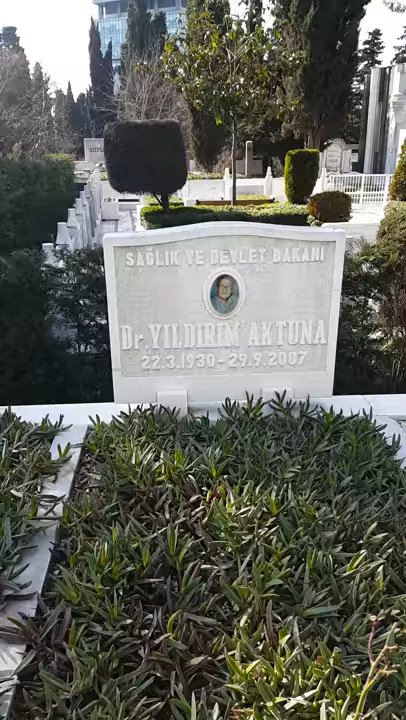 SAĞLIK VE DEVLET BAKANI
Dr. YILDIRIM AKTUNA
22.3.1930 - 29.9.2007